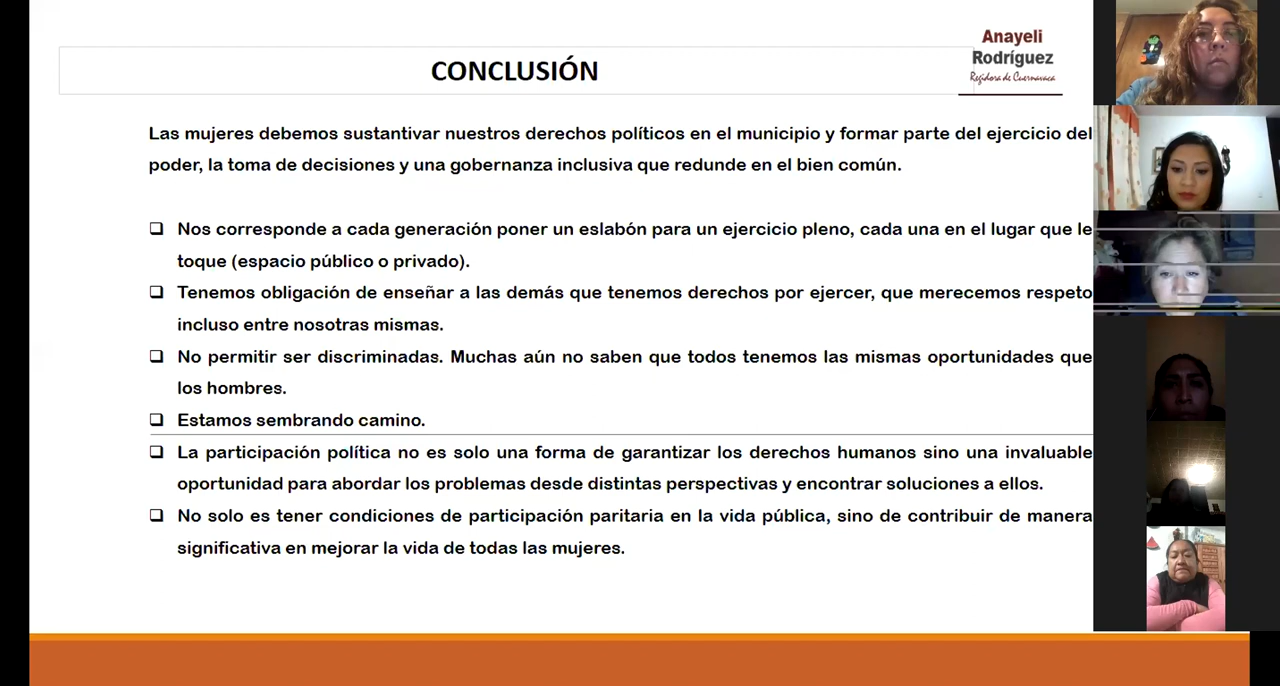 CONCLUSIÓN
Anayeli
Rodríguez
Regidora de Cuernavaca
Las mujeres debemos sustantivar nuestros derechos políticos en el municipio y formar parte del ejercicio del
poder, la toma de decisiones y una gobernanza inclusiva que redunde en el bien común.
❑ Nos corresponde a cada generación poner un eslabón para un ejercicio pleno, cada una en el lugar que le
toque (espacio público o privado).
❑ Tenemos obligación de enseñar a las demás que tenemos derechos por ejercer, que merecemos respeto
incluso entre nosotras mismas.
❑ No permitir ser discriminadas. Muchas aún no saben que todos tenemos las mismas oportunidades que
los hombres.
❑ Estamos sembrando camino.
❑ La participación política no es solo una forma de garantizar los derechos humanos sino una invaluable
oportunidad para abordar los problemas desde distintas perspectivas y encontrar soluciones a ellos.
❑ No solo es tener condiciones de participación paritaria en la vida pública, sino de contribuir de manera
significativa en mejorar la vida de todas las mujeres.